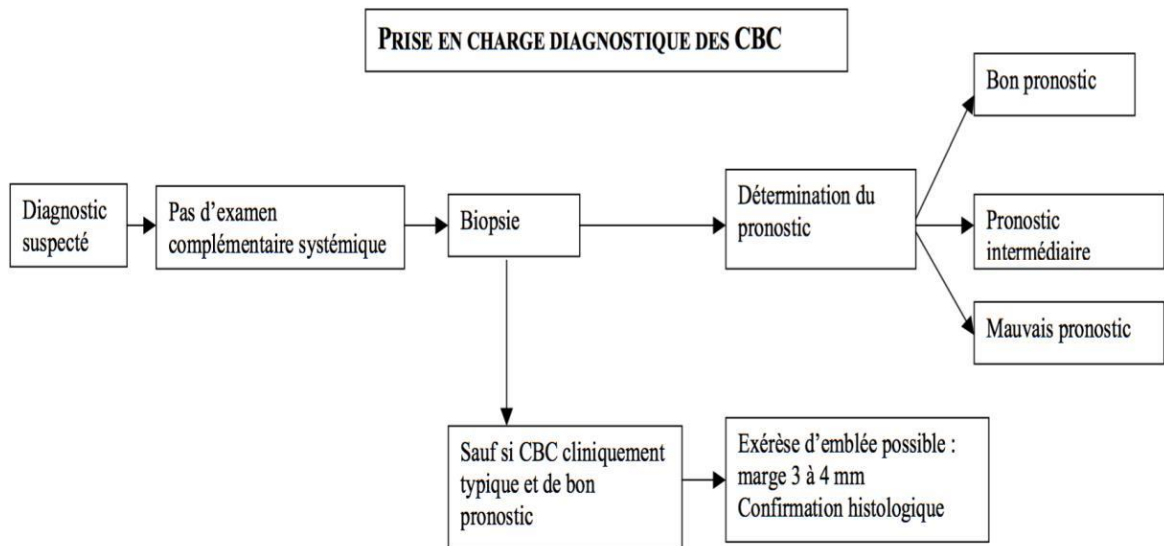 PRISE EN CHARGE DIAGNOSTIQUE DES CBC
Bon pronostic
Diagnostic
suspecté
Pas d’examen
complémentaire systémique
Biopsie
Détermination du
pronostic
Pronostic
intermédiaire
Mauvais pronostic
Sauf si CBC cliniquement
typique et de bon
pronostic
Exérèse d’emblée possible :
marge 3 à 4 mm
Confirmation histologique